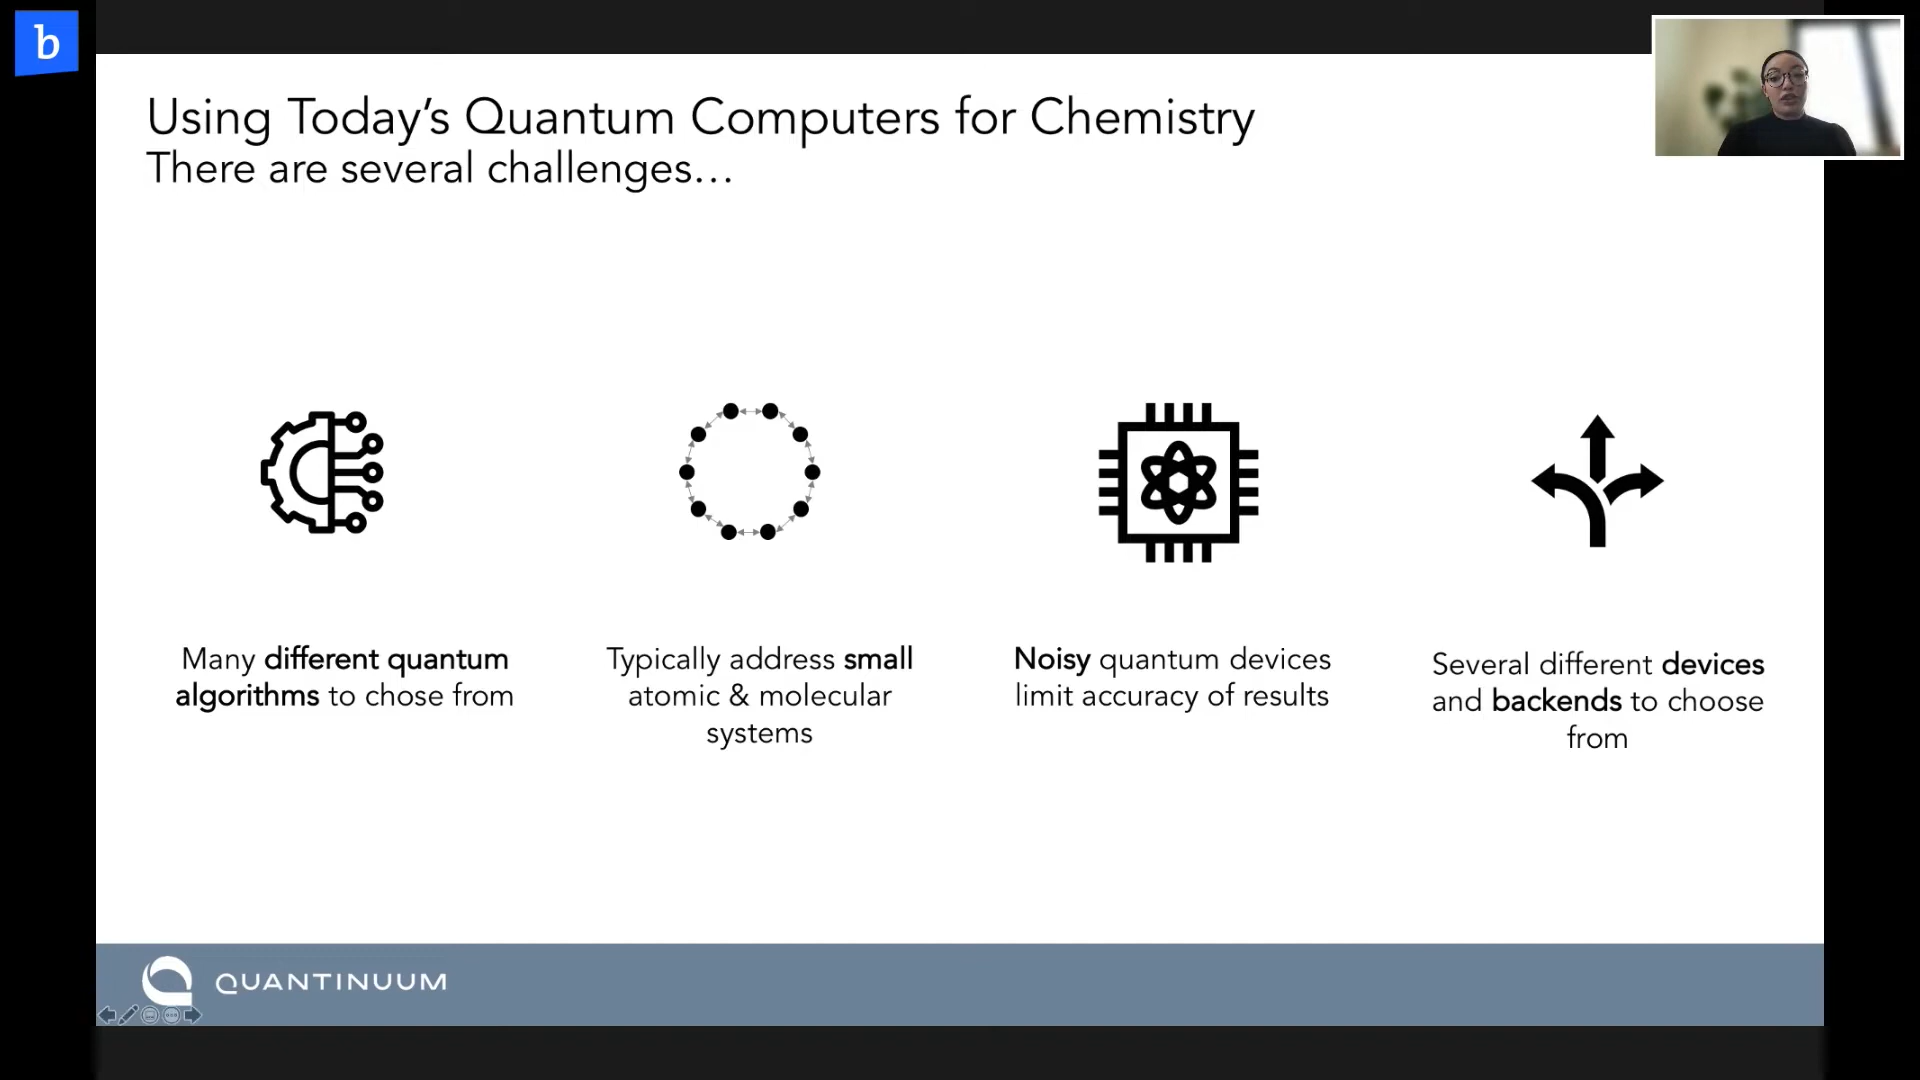 b
Using Today's Quantum Computers for Chemistry
There are several challenges…
Many different quantum
algorithms to chose from
Typically address small
atomic & molecular
systems
Noisy quantum devices
limit accuracy of results
Several different devices
and backends to choose
from
QUANTINUUM